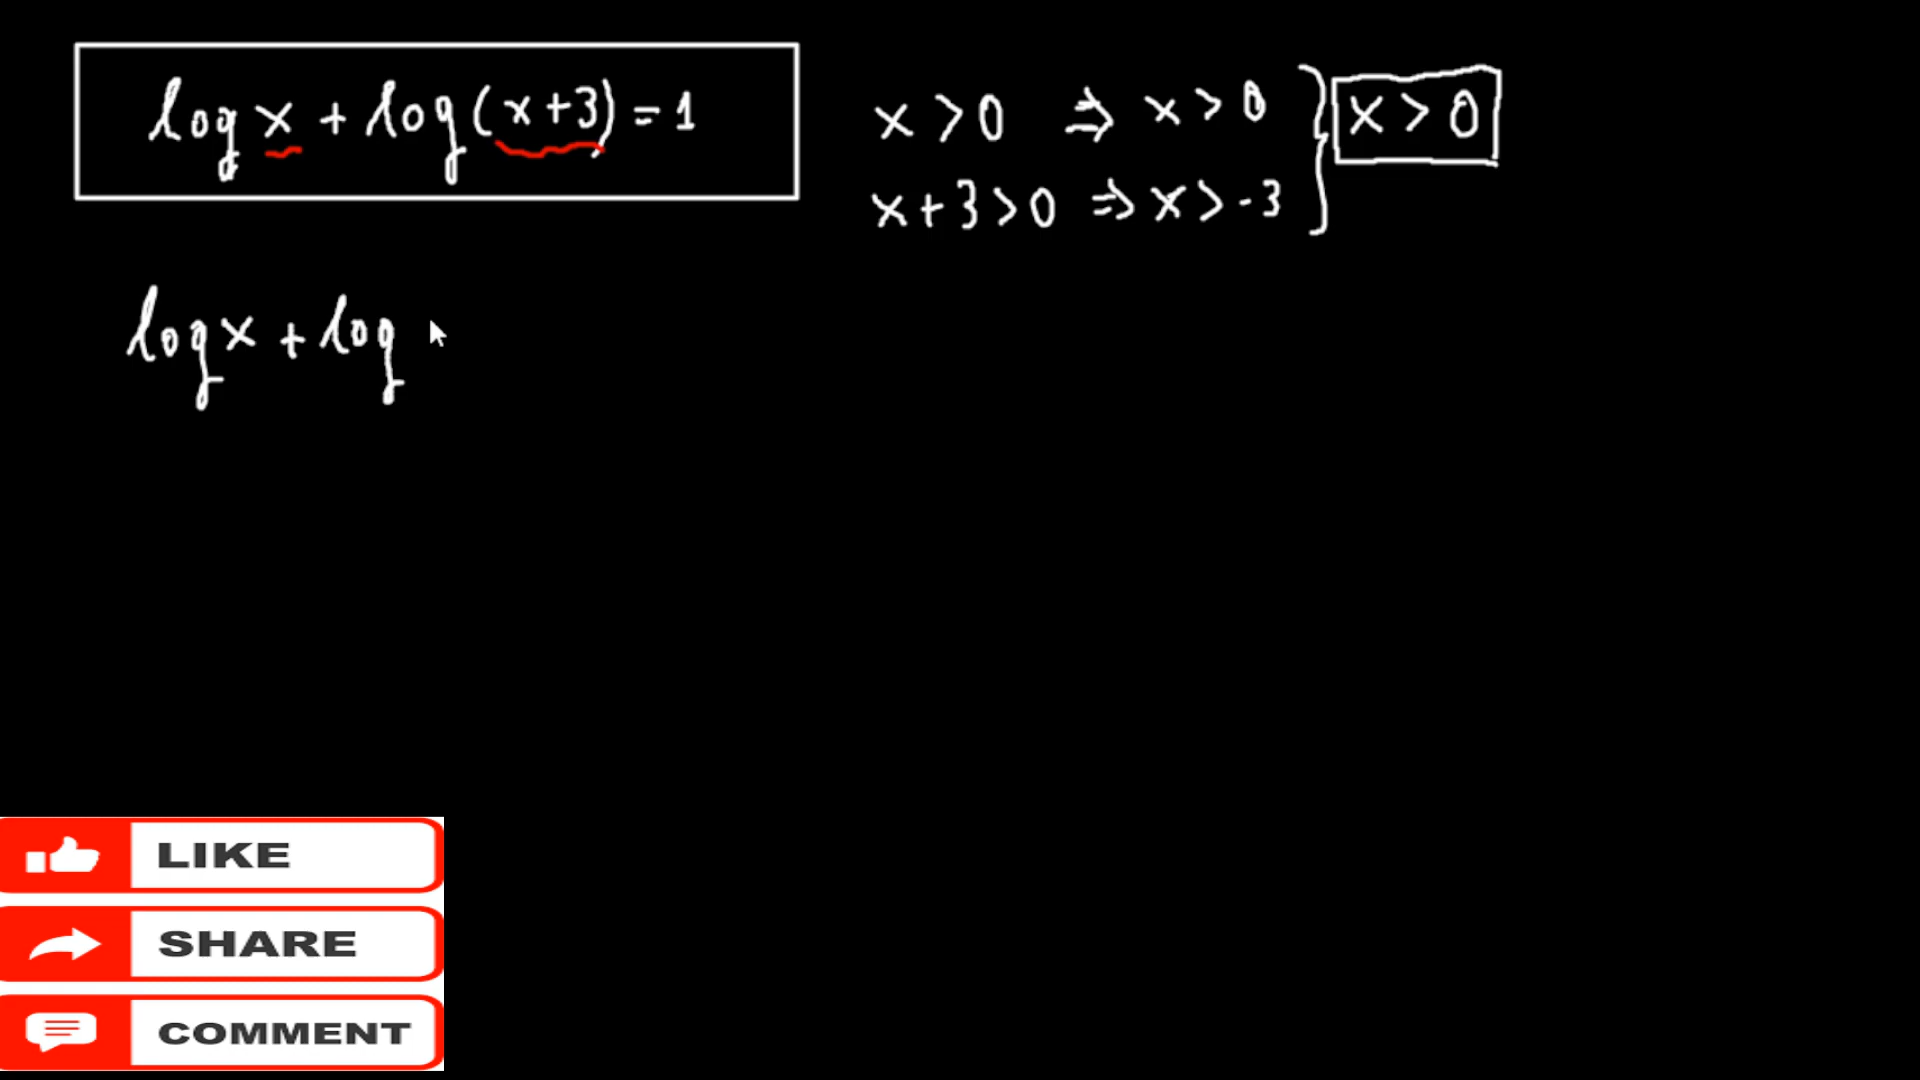 log x + log (x+3) = 1
x > 0 ⇒ x > 0 } x > 0
x + 3 > 0 ⇒ x > -3
log x + log
LIKE
SHARE
COMMENT